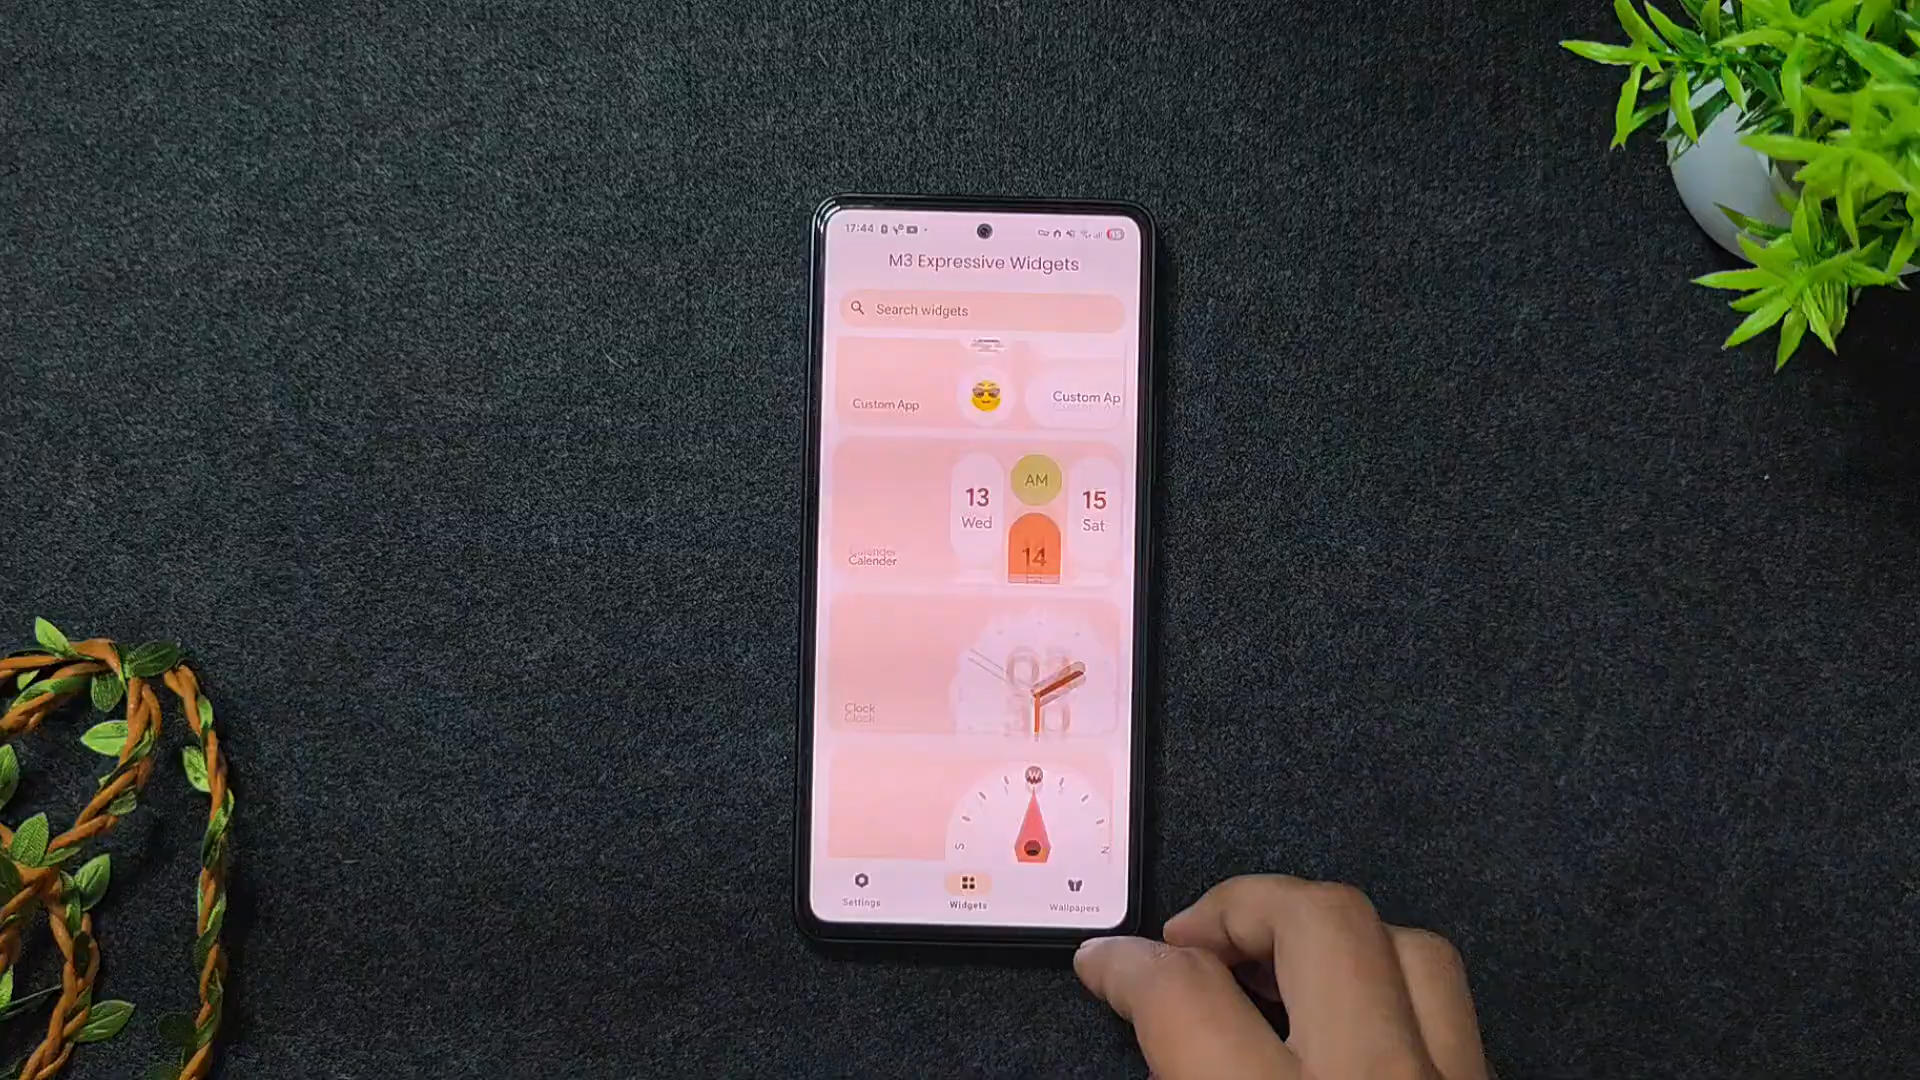 17:44
M3 Expressive Widgets
Search widgets
Custom App
Custom Ap
13
Wed
AM
14
15
Sat
Calender
Clock
W
S
N
Settings
Widgets
Wallpapers